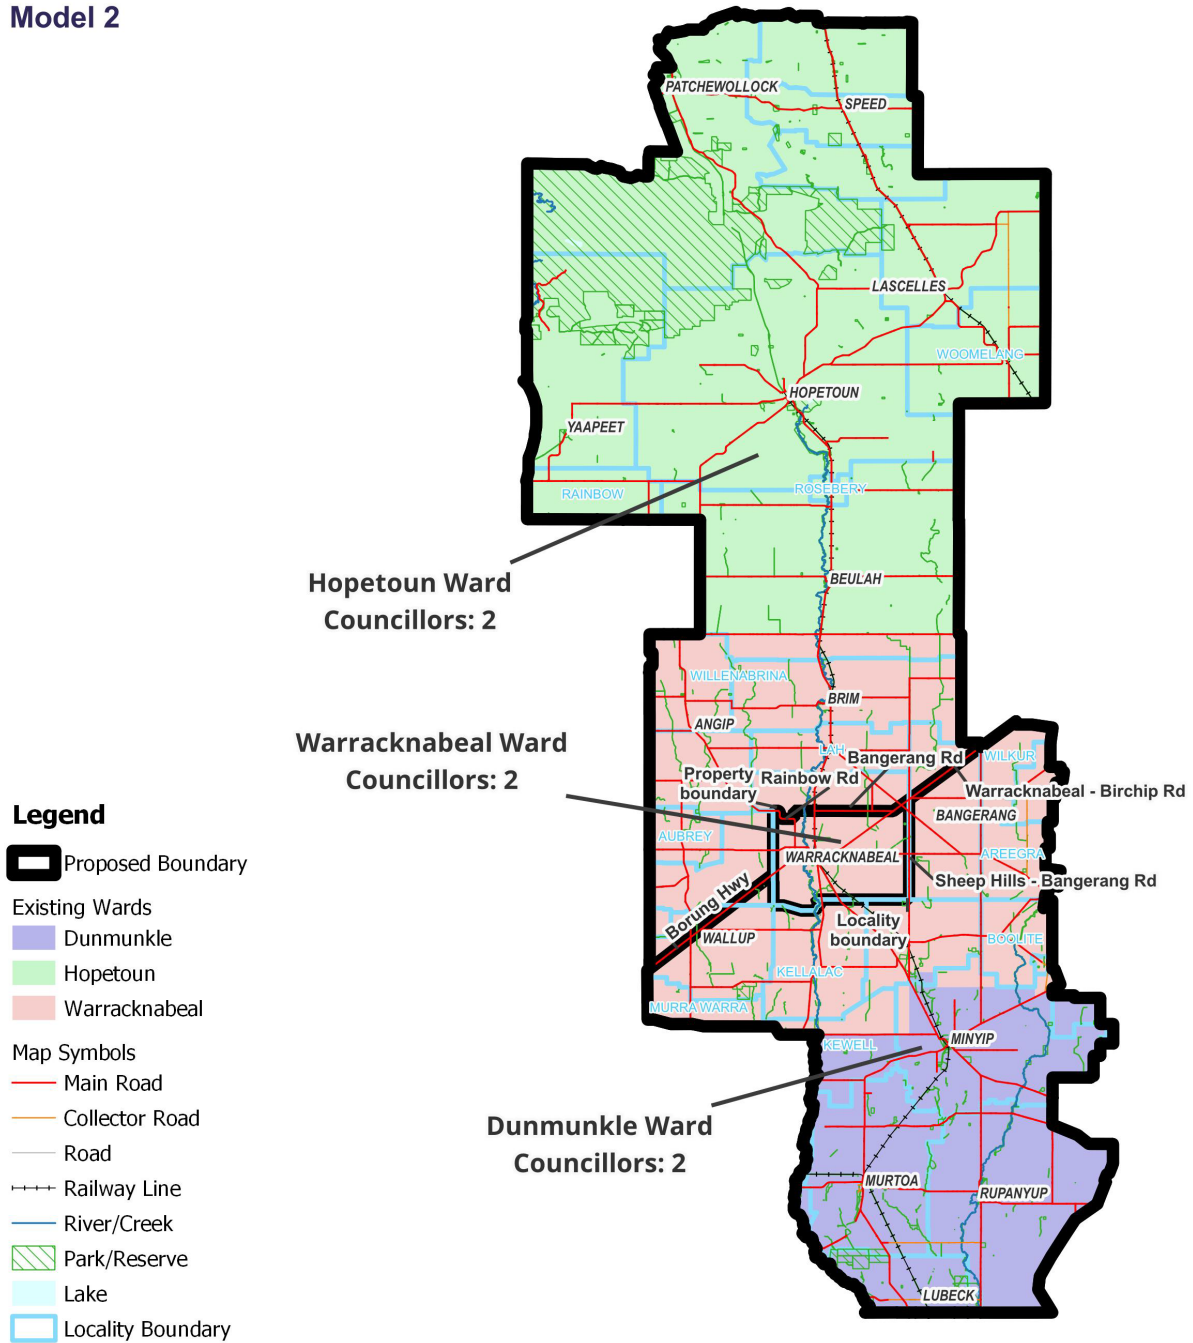 Model 2
PATCHEWOLLOCK
SPEED
LASCELLES
WOOMELANG
HOPETOUN
YAAPEET
RAINBOW
ROSEBERY
Hopetoun Ward
Councillors: 2
BEULAH
WILLENABRINA
BRIM
ANGIP
Warracknabeal Ward
Councillors: 2
LAH
Bangerang Rd
WILKUR
Property
boundary
Rainbow Rd
Warracknabeal - Birchip Rd
BANGERANG
AUBREY
WARRACKNABEAL
AREEGRA
Sheep Hills - Bangerang Rd
Borung Hwy
Locality
boundary
WALLUP
BOOLITE
KELLALAC
MURRA WARRA
KEWELL
MINYIP
Dunmunkle Ward
Councillors: 2
MURTOA
RUPANYUP
LUBECK
Legend
Proposed Boundary
Existing Wards
Dunmunkle
Hopetoun
Warracknabeal
Map Symbols
Main Road
Collector Road
Road
Railway Line
River/Creek
Park/Reserve
Lake
Locality Boundary